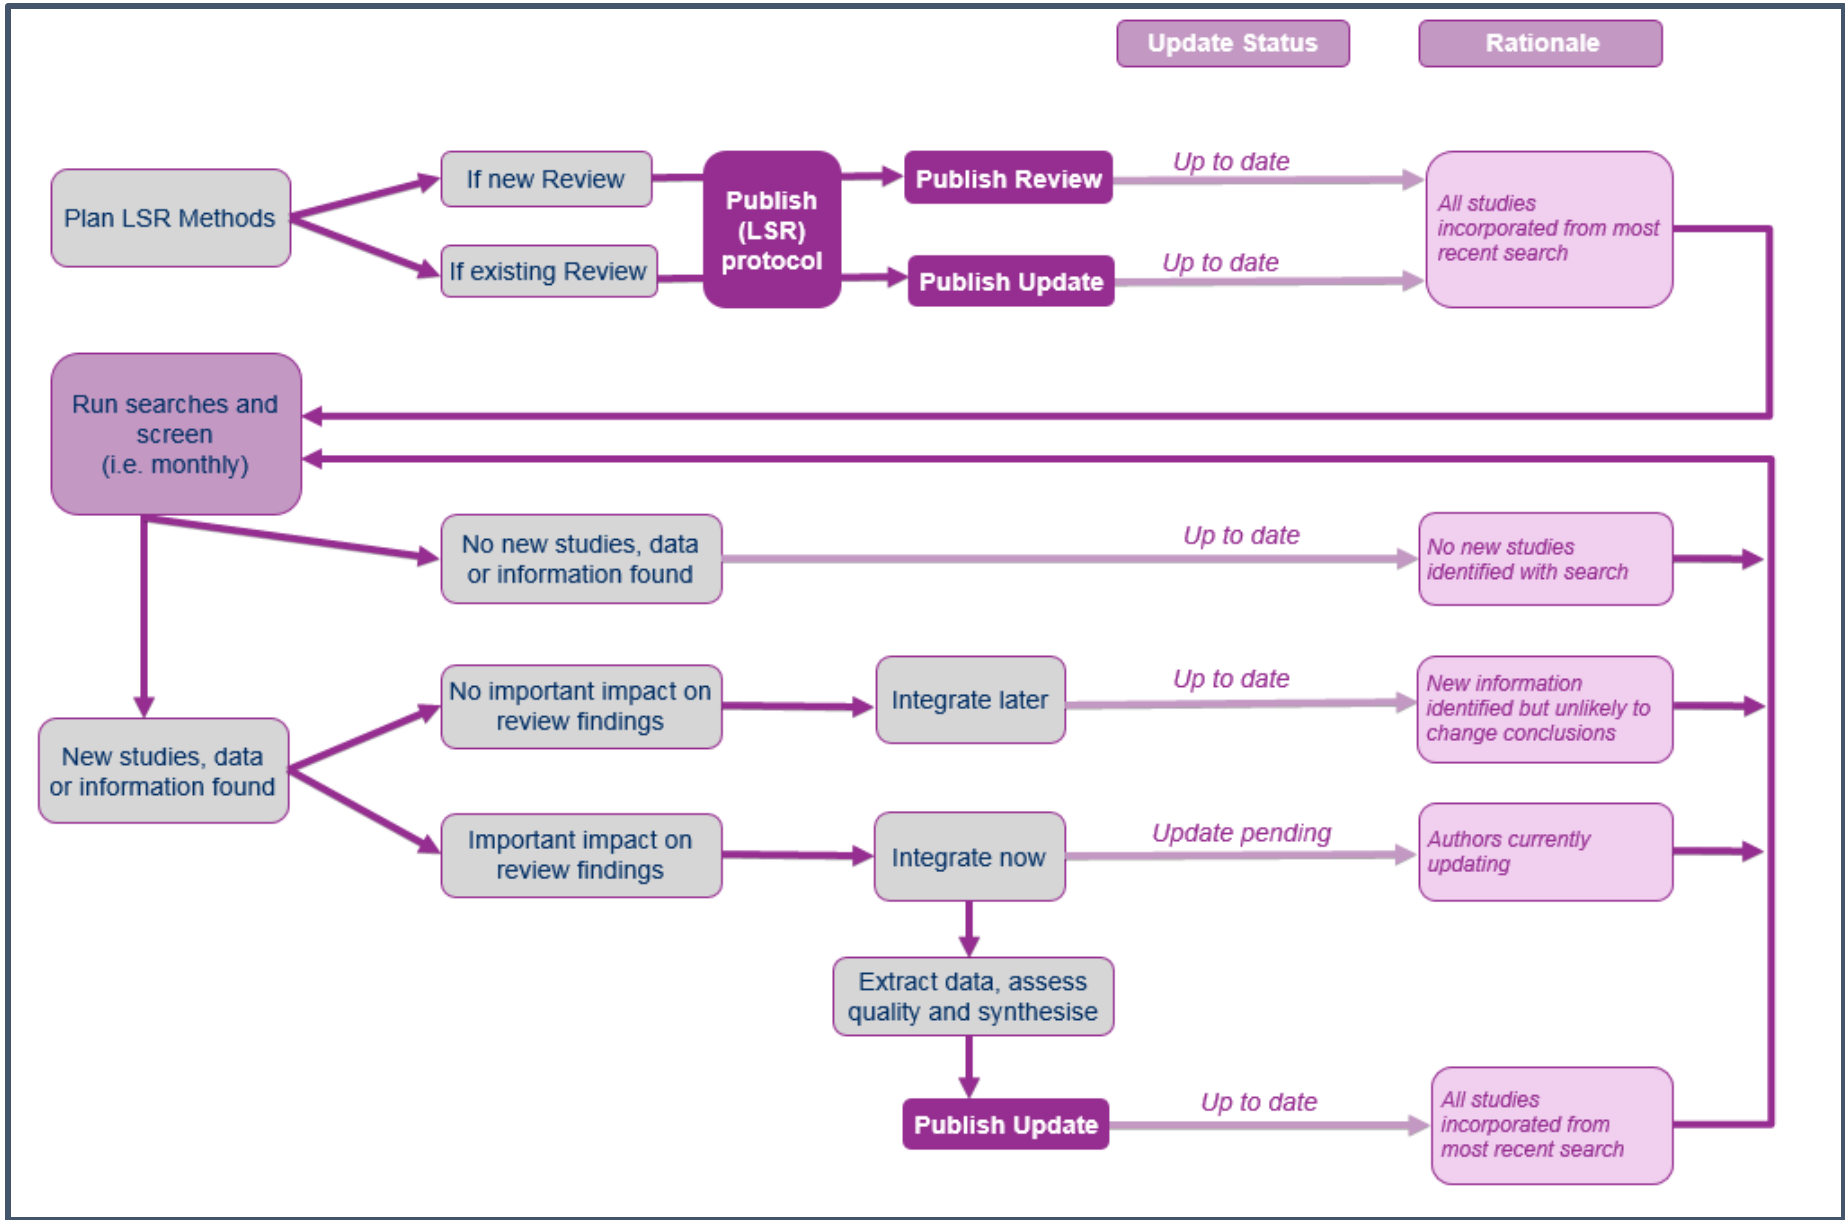 Update Status
Rationale
Plan LSR Methods
If new Review
If existing Review
Publish
(LSR)
protocol
Publish Review
Publish Update
Up to date
Up to date
All studies
incorporated from most
recent search
Run searches and
screen
(i.e. monthly)
No new studies, data
or information found
Up to date
No new studies
identified with search
New studies, data
or information found
No important impact on
review findings
Integrate later
Up to date
New information
identified but unlikely to
change conclusions
Important impact on
review findings
Integrate now
Update pending
Authors currently
updating
Extract data, assess
quality and synthesise
Publish Update
Up to date
All studies
incorporated from
most recent search